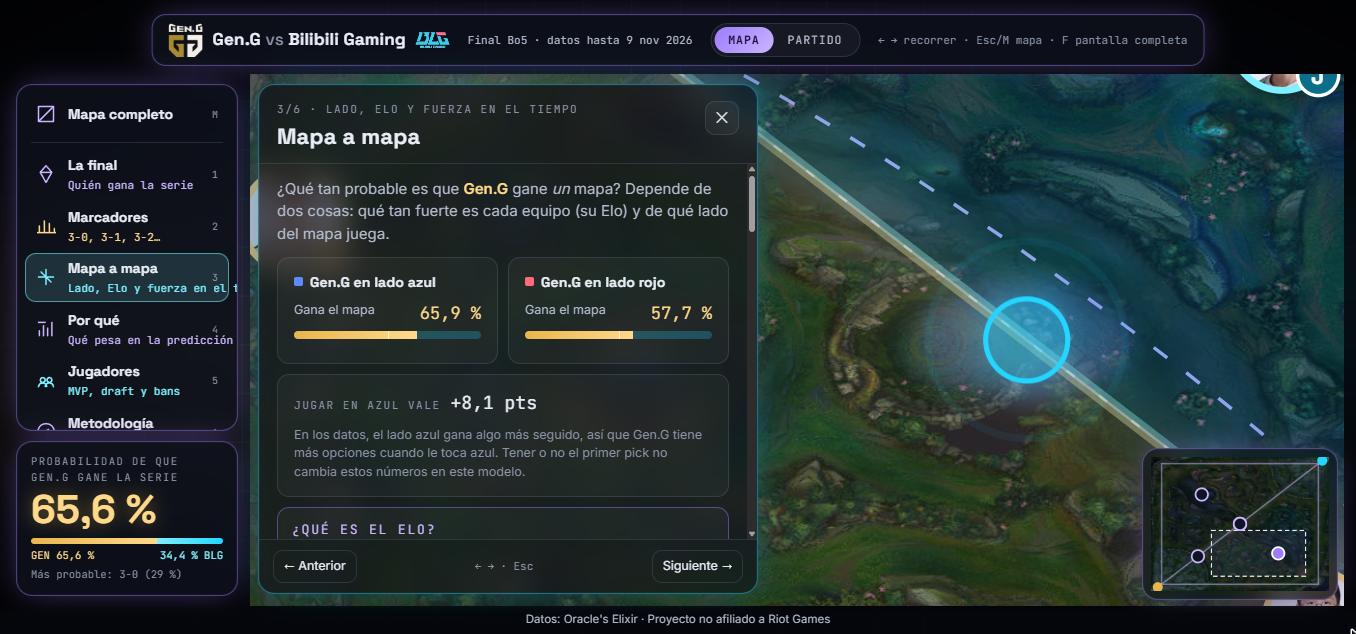 GEN.G
Gen.G vs Bilibili Gaming
BLG
BILIBILI GAMING
Final Bo5 · datos hasta 9 nov 2026
MAPA
PARTIDO
← → recorrer · Esc/M mapa · F pantalla completa
Mapa completo
M
La final
Quién gana la serie
1
Marcadores
3-0, 3-1, 3-2…
2
Mapa a mapa
Lado, Elo y fuerza en el t
3
Por qué
Qué pesa en la predicción
4
Jugadores
MVP, draft y bans
5
Metodología
PROBABILIDAD DE QUE
GEN.G GANE LA SERIE
65,6 %
GEN 65,6 %
34,4 % BLG
Más probable: 3-0 (29 %)
3/6 · LADO, ELO Y FUERZA EN EL TIEMPO
Mapa a mapa
¿Qué tan probable es que Gen.G gane un mapa? Depende de
dos cosas: qué tan fuerte es cada equipo (su Elo) y de qué lado
del mapa juega.
Gen.G en lado azul
Gana el mapa
65,9 %
Gen.G en lado rojo
Gana el mapa
57,7 %
JUGAR EN AZUL VALE +8,1 pts
En los datos, el lado azul gana algo más seguido, así que Gen.G tiene
más opciones cuando le toca azul. Tener o no el primer pick no
cambia estos números en este modelo.
¿QUÉ ES EL ELO?
← Anterior
← → · Esc
Siguiente →
J
Datos: Oracle's Elixir · Proyecto no afiliado a Riot Games